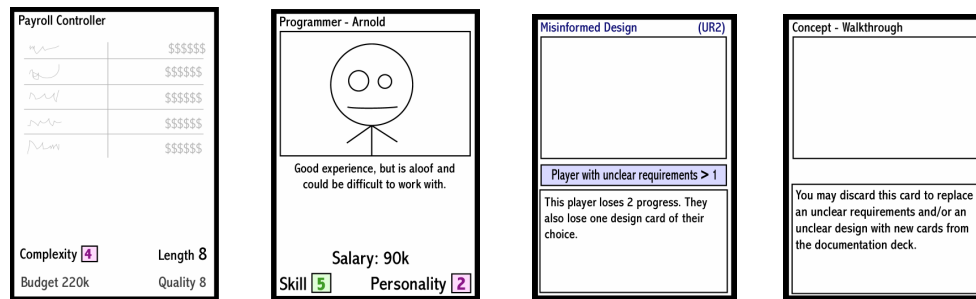 Payroll Controller
$$$$$$
$$$$$$
$$$$$$
$$$$$$
$$$$$$
Complexity 4 Length 8
Budget 220k Quality 8
Programmer - Arnold
Good experience, but is aloof and
could be difficult to work with.
Salary: 90k
Skill 5 Personality 2
Misinformed Design (UR2)
Player with unclear requirements > 1
This player loses 2 progress. They
also lose one design card of their
choice.
Concept - Walkthrough
You may discard this card to replace
an unclear requirements and/or an
unclear design with new cards from
the documentation deck.